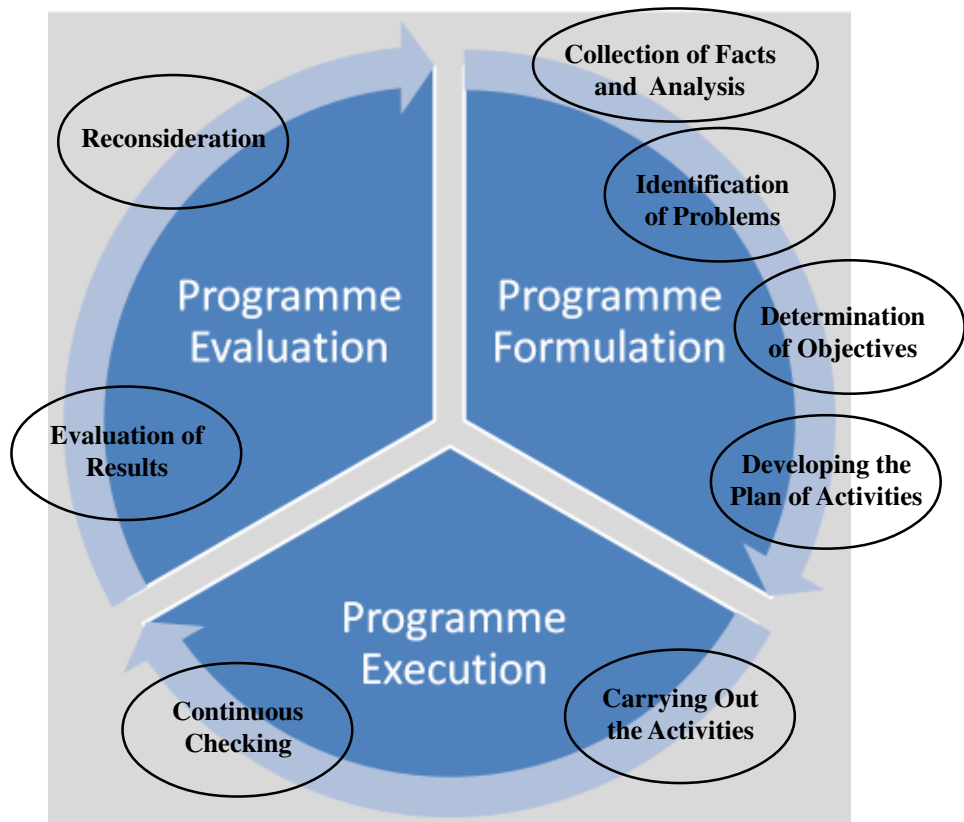 Collection of Facts
and Analysis
Reconsideration
Identification
of Problems
Programme
Evaluation
Programme
Formulation
Determination
of Objectives
Evaluation of
Results
Developing the
Plan of Activities
Programme
Execution
Continuous
Checking
Carrying Out
the Activities